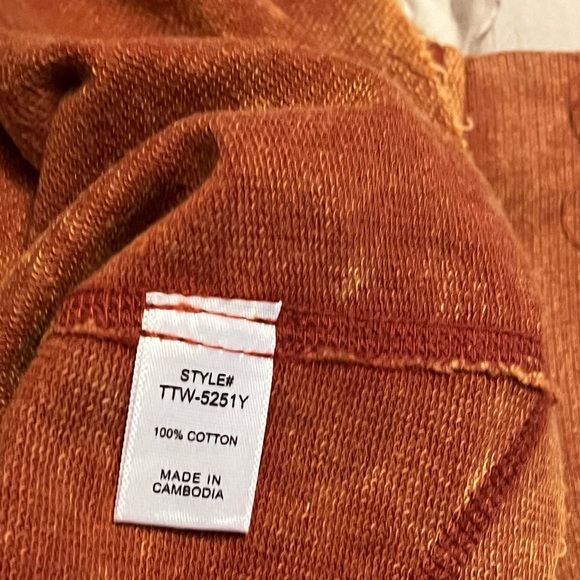 STYLE#
TTW-5251Y
100% COTTON
MADE IN
CAMBODIA